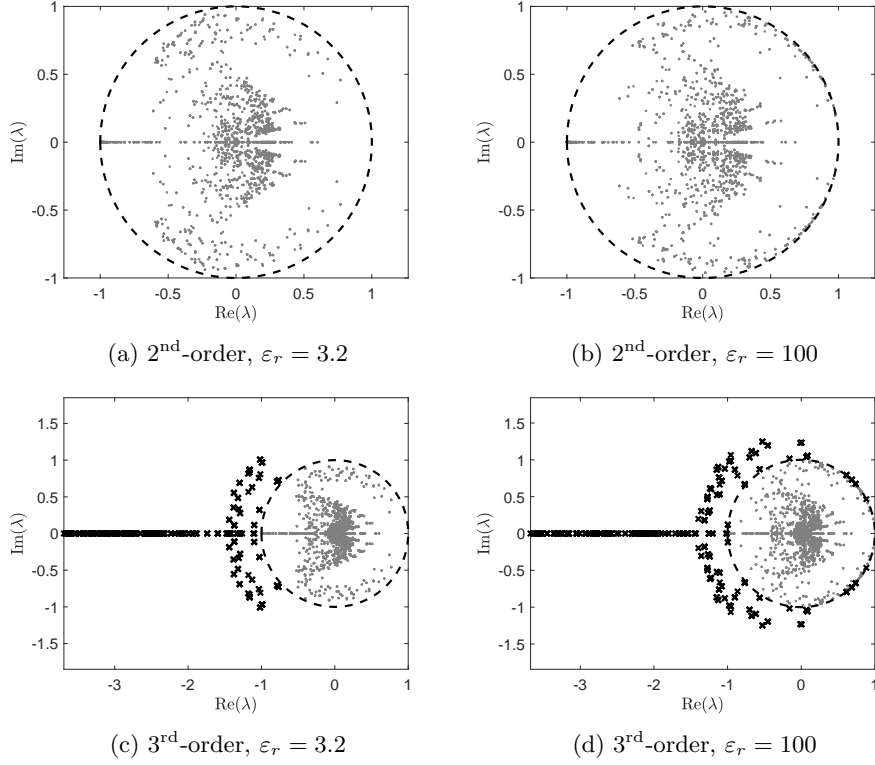 1
0.5
0
-0.5
-1
Im(λ)
-1 -0.5 0 0.5 1
Re(λ)
(a) 2nd-order, εr = 3.2
1
0.5
0
-0.5
-1
Im(λ)
-1 -0.5 0 0.5 1
Re(λ)
(b) 2nd-order, εr = 100
1.5
1
0.5
0
-0.5
-1
-1.5
Im(λ)
-3 -2 -1 0 1
Re(λ)
(c) 3rd-order, εr = 3.2
1.5
1
0.5
0
-0.5
-1
-1.5
Im(λ)
-3 -2 -1 0 1
Re(λ)
(d) 3rd-order, εr = 100